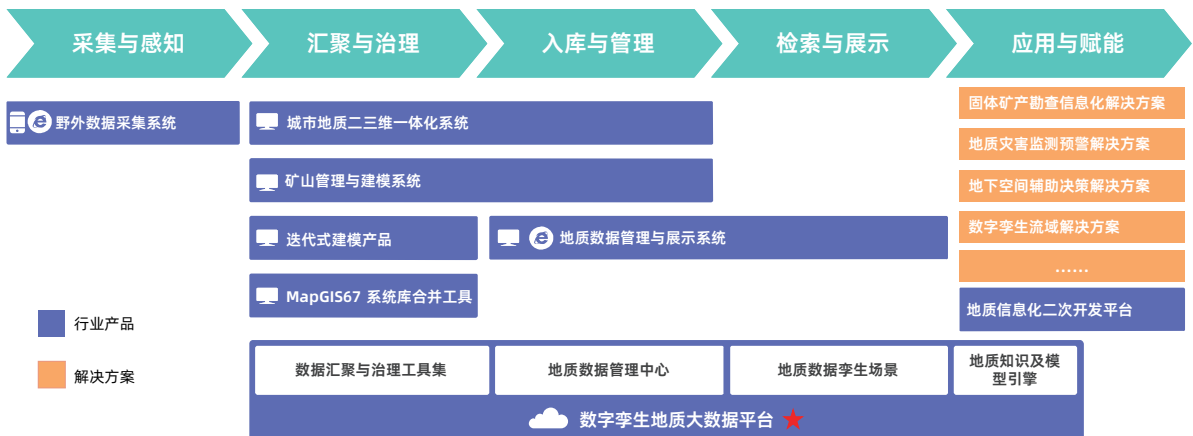 采集与感知
汇聚与治理
入库与管理
检索与展示
应用与赋能
野外数据采集系统
城市地质二三维一体化系统
矿山管理与建模系统
迭代式建模产品
地质数据管理与展示系统
MapGIS67 系统库合并工具
固体矿产勘查信息化解决方案
地质灾害监测预警解决方案
地下空间辅助决策解决方案
数字孪生流域解决方案
......
地质信息化二次开发平台
行业产品
解决方案
数据汇聚与治理工具集
地质数据管理中心
地质数据孪生场景
地质知识及模
型引擎
数字孪生地质大数据平台